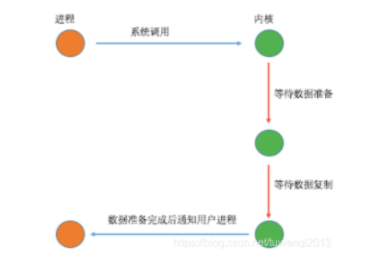 进程
内核
系统调用
等待数据准备
等待数据复制
数据准备完成后通知用户进程
https://blog.csdn.net/tuwenqi2013